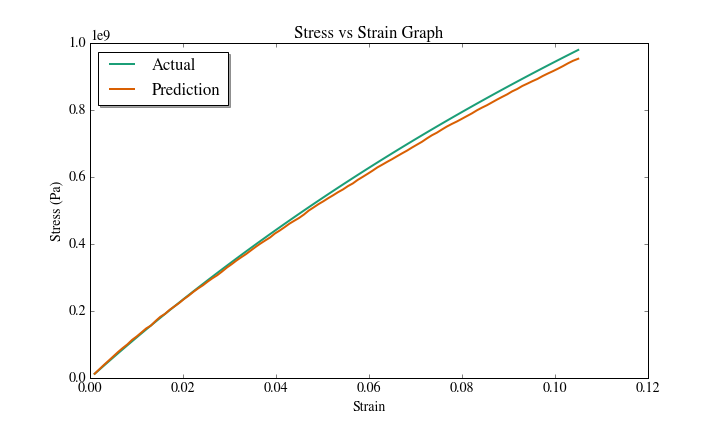 Stress vs Strain Graph
1e9
1.0
0.8
0.6
0.4
0.2
0.0
Stress (Pa)
Actual
Prediction
0.00 0.02 0.04 0.06 0.08 0.10 0.12
Strain